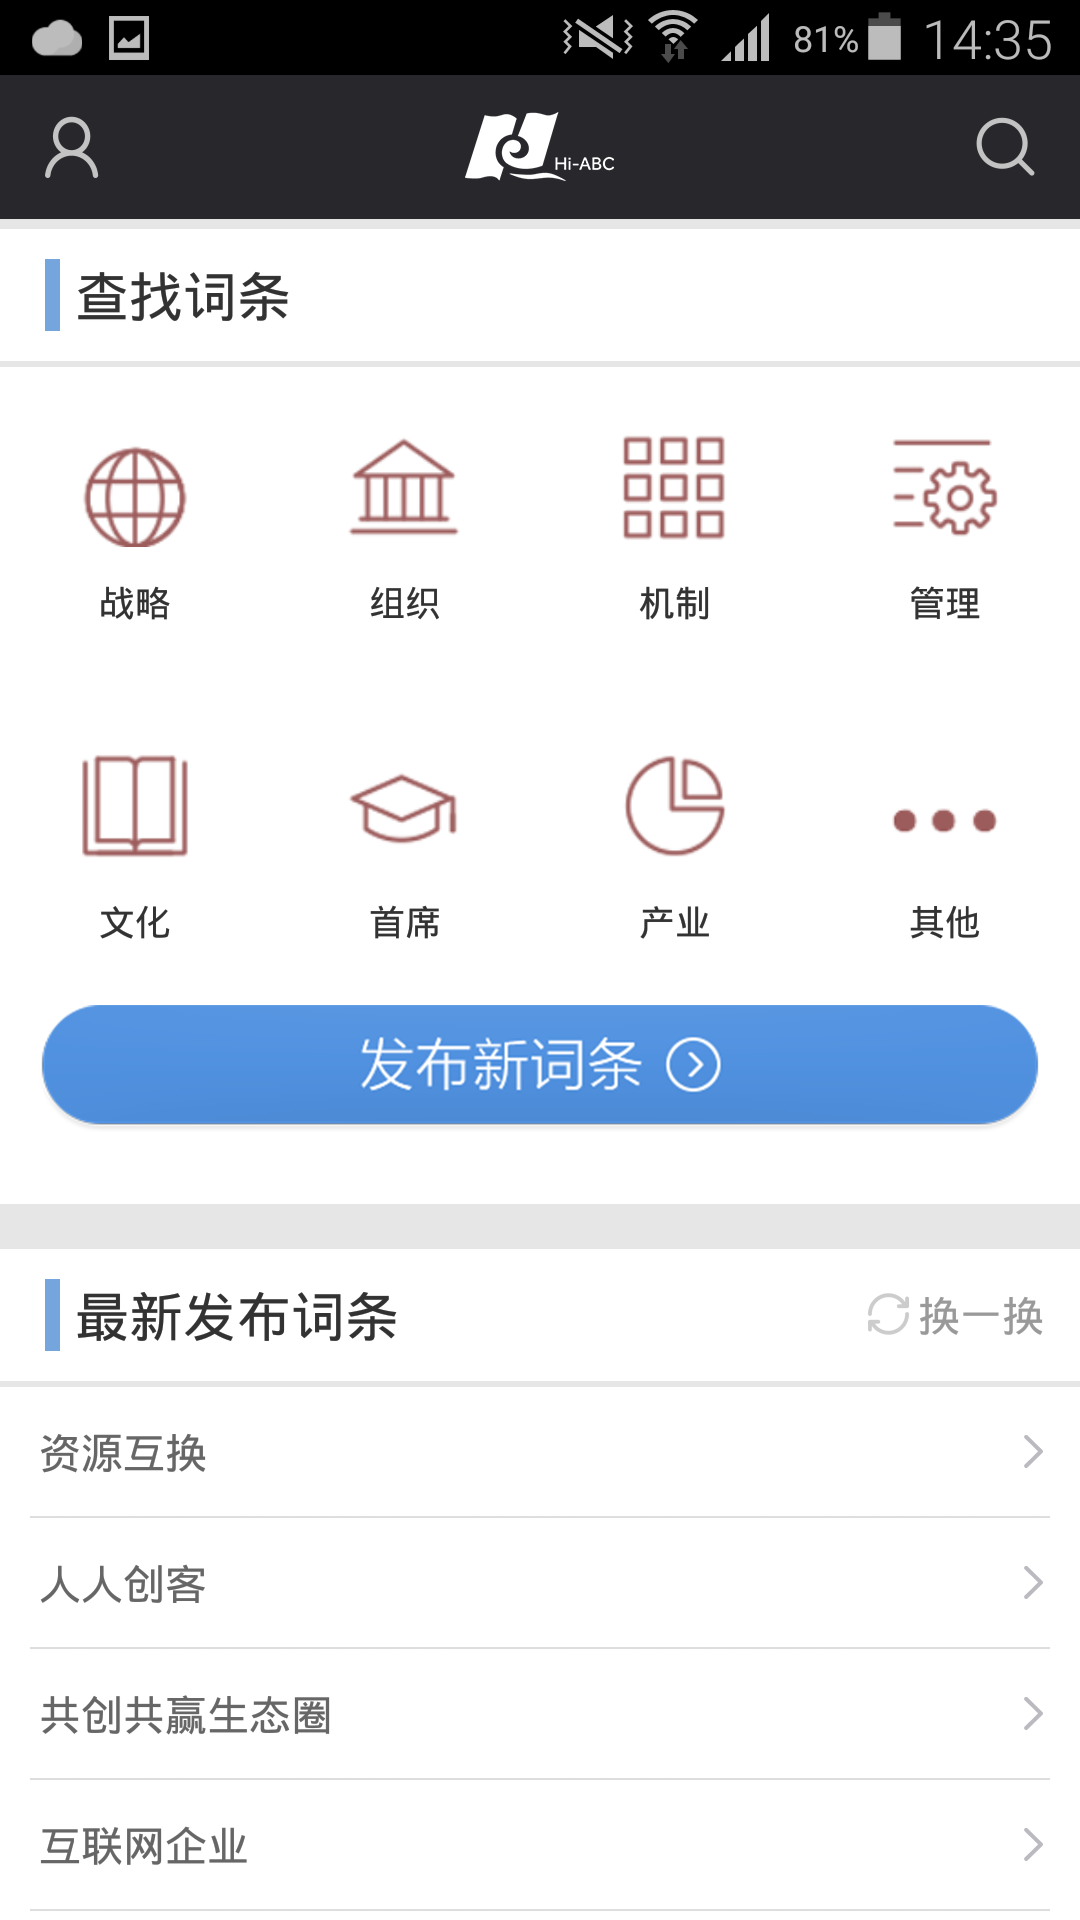 81% 14:35
Hi-ABC
查找词条
战略 组织 机制 管理
文化 首席 产业 其他
发布新词条
最新发布词条 换一换
资源互换
人人创客
共创共赢生态圈
互联网企业